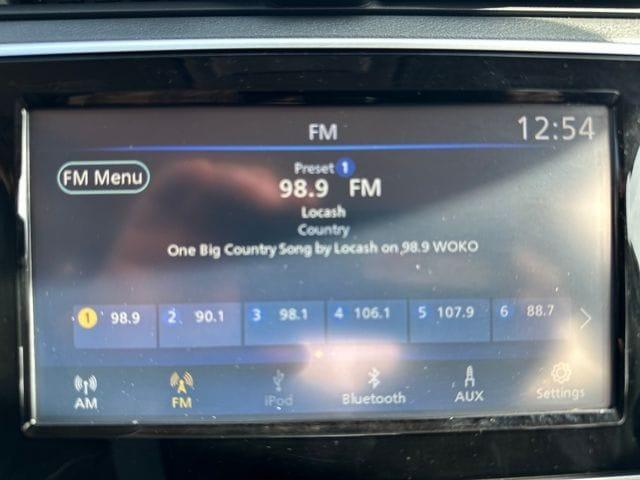 FM
12:54
FM Menu
Preset 1
98.9 FM
Locash
Country
One Big Country Song by Locash on 98.9 WOKO
1 98.9 2 90.1 3 98.1 4 106.1 5 107.9 6 88.7
AM FM iPod Bluetooth AUX Settings